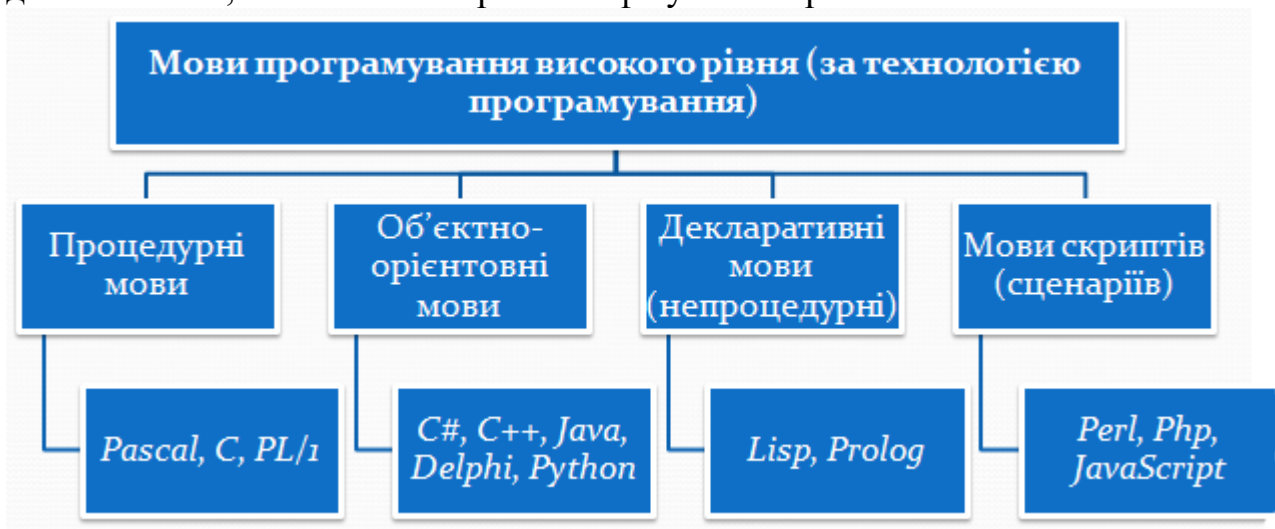 Мови програмування високого рівня (за технологією
програмування)
Процедурні
мови
Об’єктно-
орієнтовні
мови
Декларативні
мови
(непроцедурні)
Мови скриптів
(сценаріїв)
Pascal, C, PL/1
C#, C++, Java,
Delphi, Python
Lisp, Prolog
Perl, Php,
JavaScript